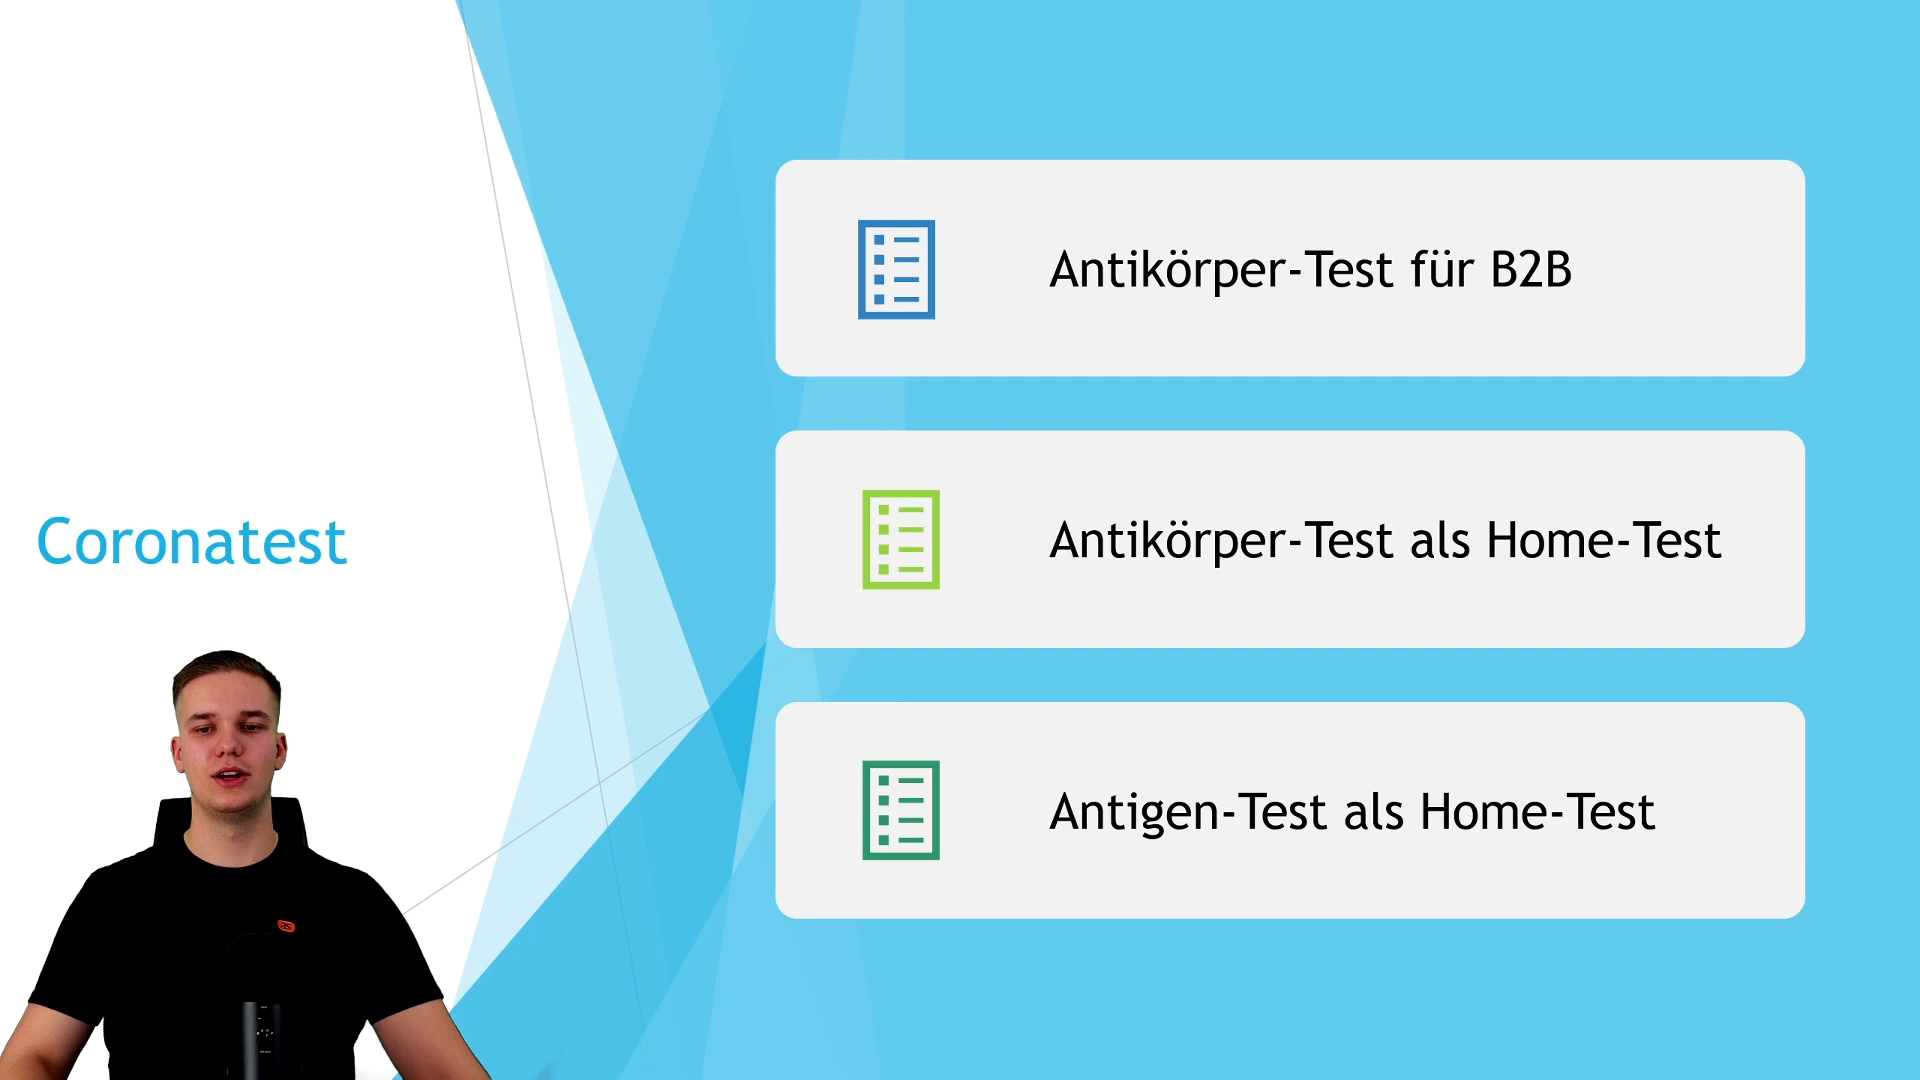 Coronatest
Antikörper-Test für B2B
Antikörper-Test als Home-Test
Antigen-Test als Home-Test